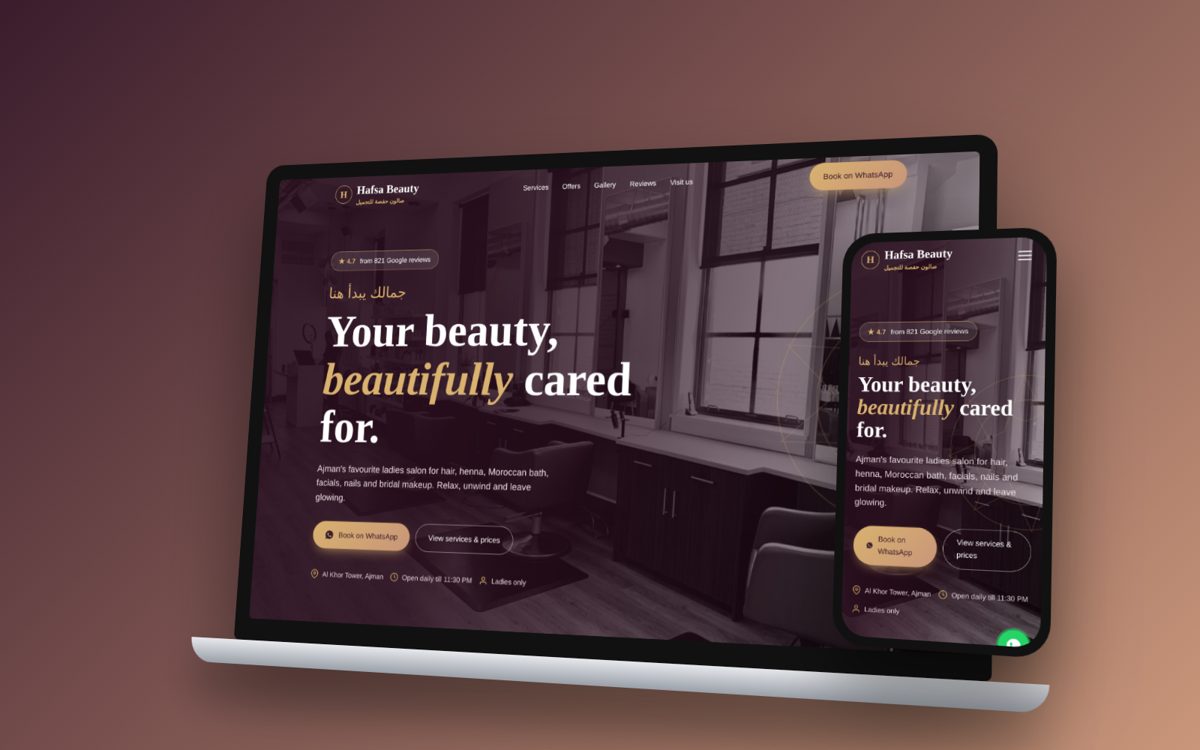 H
Hafsa Beauty
صالون حفصة للتجميل
Services
Offers
Gallery
Reviews
Visit us
Book on WhatsApp
★ 4.7 from 821 Google reviews
جمالك يبدأ هنا
Your beauty,
beautifully cared
for.
Ajman's favourite ladies salon for hair, henna, Moroccan bath,
facials, nails and bridal makeup. Relax, unwind and leave
glowing.
Book on WhatsApp
View services & prices
Al Khor Tower, Ajman
Open daily till 11:30 PM
Ladies only
H
Hafsa Beauty
صالون حفصة للتجميل
★ 4.7 from 821 Google reviews
جمالك يبدأ هنا
Your beauty,
beautifully cared
for.
Ajman's favourite ladies salon for hair,
henna, Moroccan bath, facials, nails and
bridal makeup. Relax, unwind and leave
glowing.
Book on
WhatsApp
View services &
prices
Al Khor Tower, Ajman
Open daily till 11:30 PM
Ladies only